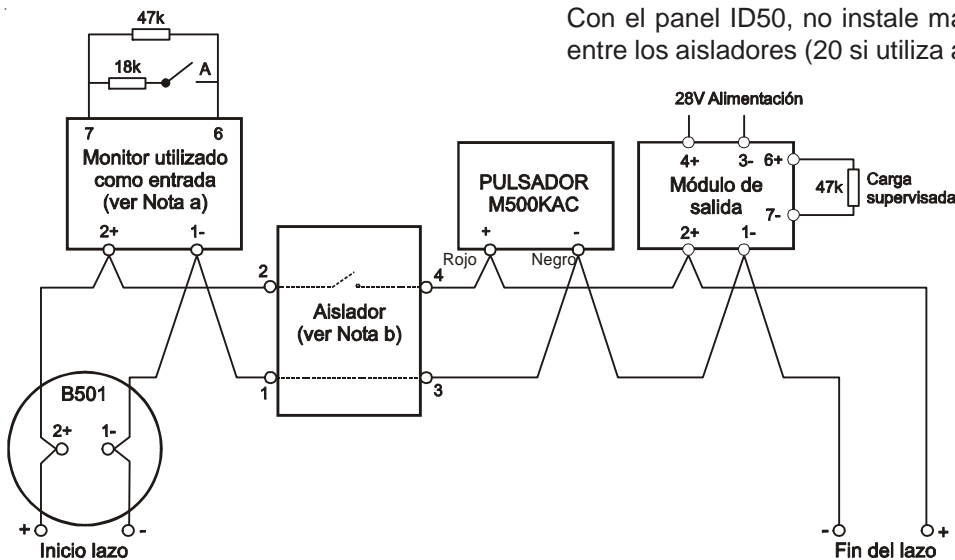 Con el panel ID50, no instale
entre los aisladores (20 si utiliza
47k
18k
A
7 6
Monitor utilizado
como entrada
(ver Nota a)
2+ 1-
28V Alimentación
4+ 3- 6+
Módulo de
salida
7-
2+ 1-
47k
Carga
supervisada
PULSADOR
M500KAC
+ -
Rojo Negro
2
4
Aislador
(ver Nota b)
1
3
B501
2+ 1-
+ -
Inicio lazo
- +
Fin del lazo